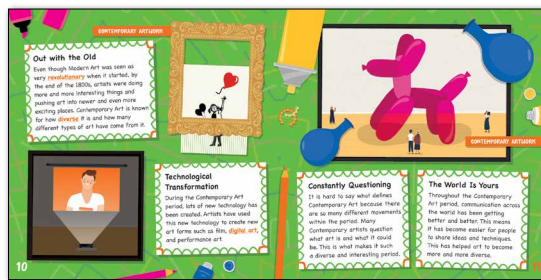 CONTEMPORARY ARTWORK
Out with the Old
Even though Modern Art was seen as
very revolutionary when it started, by
the end of the 1800s, artists were doing
more and more interesting things and
pushing art into newer and even more
exciting places. Contemporary Art is known
for how diverse it is and how many
different types of art have come from it.
Technological
Transformation
During the Contemporary Art
period, lots of new technology has
been created. Artists have used
this new technology to create new
art forms such as film, digital art,
and performance art.
10
CONTEMPORARY ARTWORK
Constantly Questioning
It is hard to say what defines
Contemporary Art because there
are so many different movements
within the period. Many
Contemporary artists question
what art is and what it could
be. This is what makes it such
a diverse and interesting period.
The World Is Yours
Throughout the Contemporary
Art period, communication across
the world has been getting
better and better. This means
it has become easier for people
to share ideas and techniques.
This has helped art to become
more and more diverse.